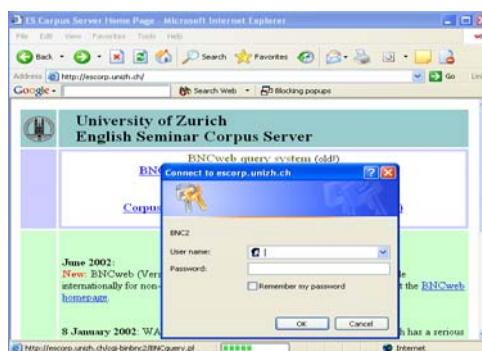 ES Corpus Server Home Page - Microsoft Internet Explorer
File Edit View Favorites Tools Help
Back Search Favorites
Address http://escorp.unizh.ch/ Go
Google Search Web Blocking popups
University of Zurich
English Seminar Corpus Server
BNCweb query system (old!)
BN
Connect to escorp.unizh.ch
Corpus
BNC2
User name:
Password:
Remember my password
OK Cancel
June 2002:
New: BNCweb (Ver
internationally for non- t the BNCweb
homepage.
8 January 2002: WA h has a serious
http://escorp.unizh.ch/cgi-binbnc2/BNCquery.pl Internet